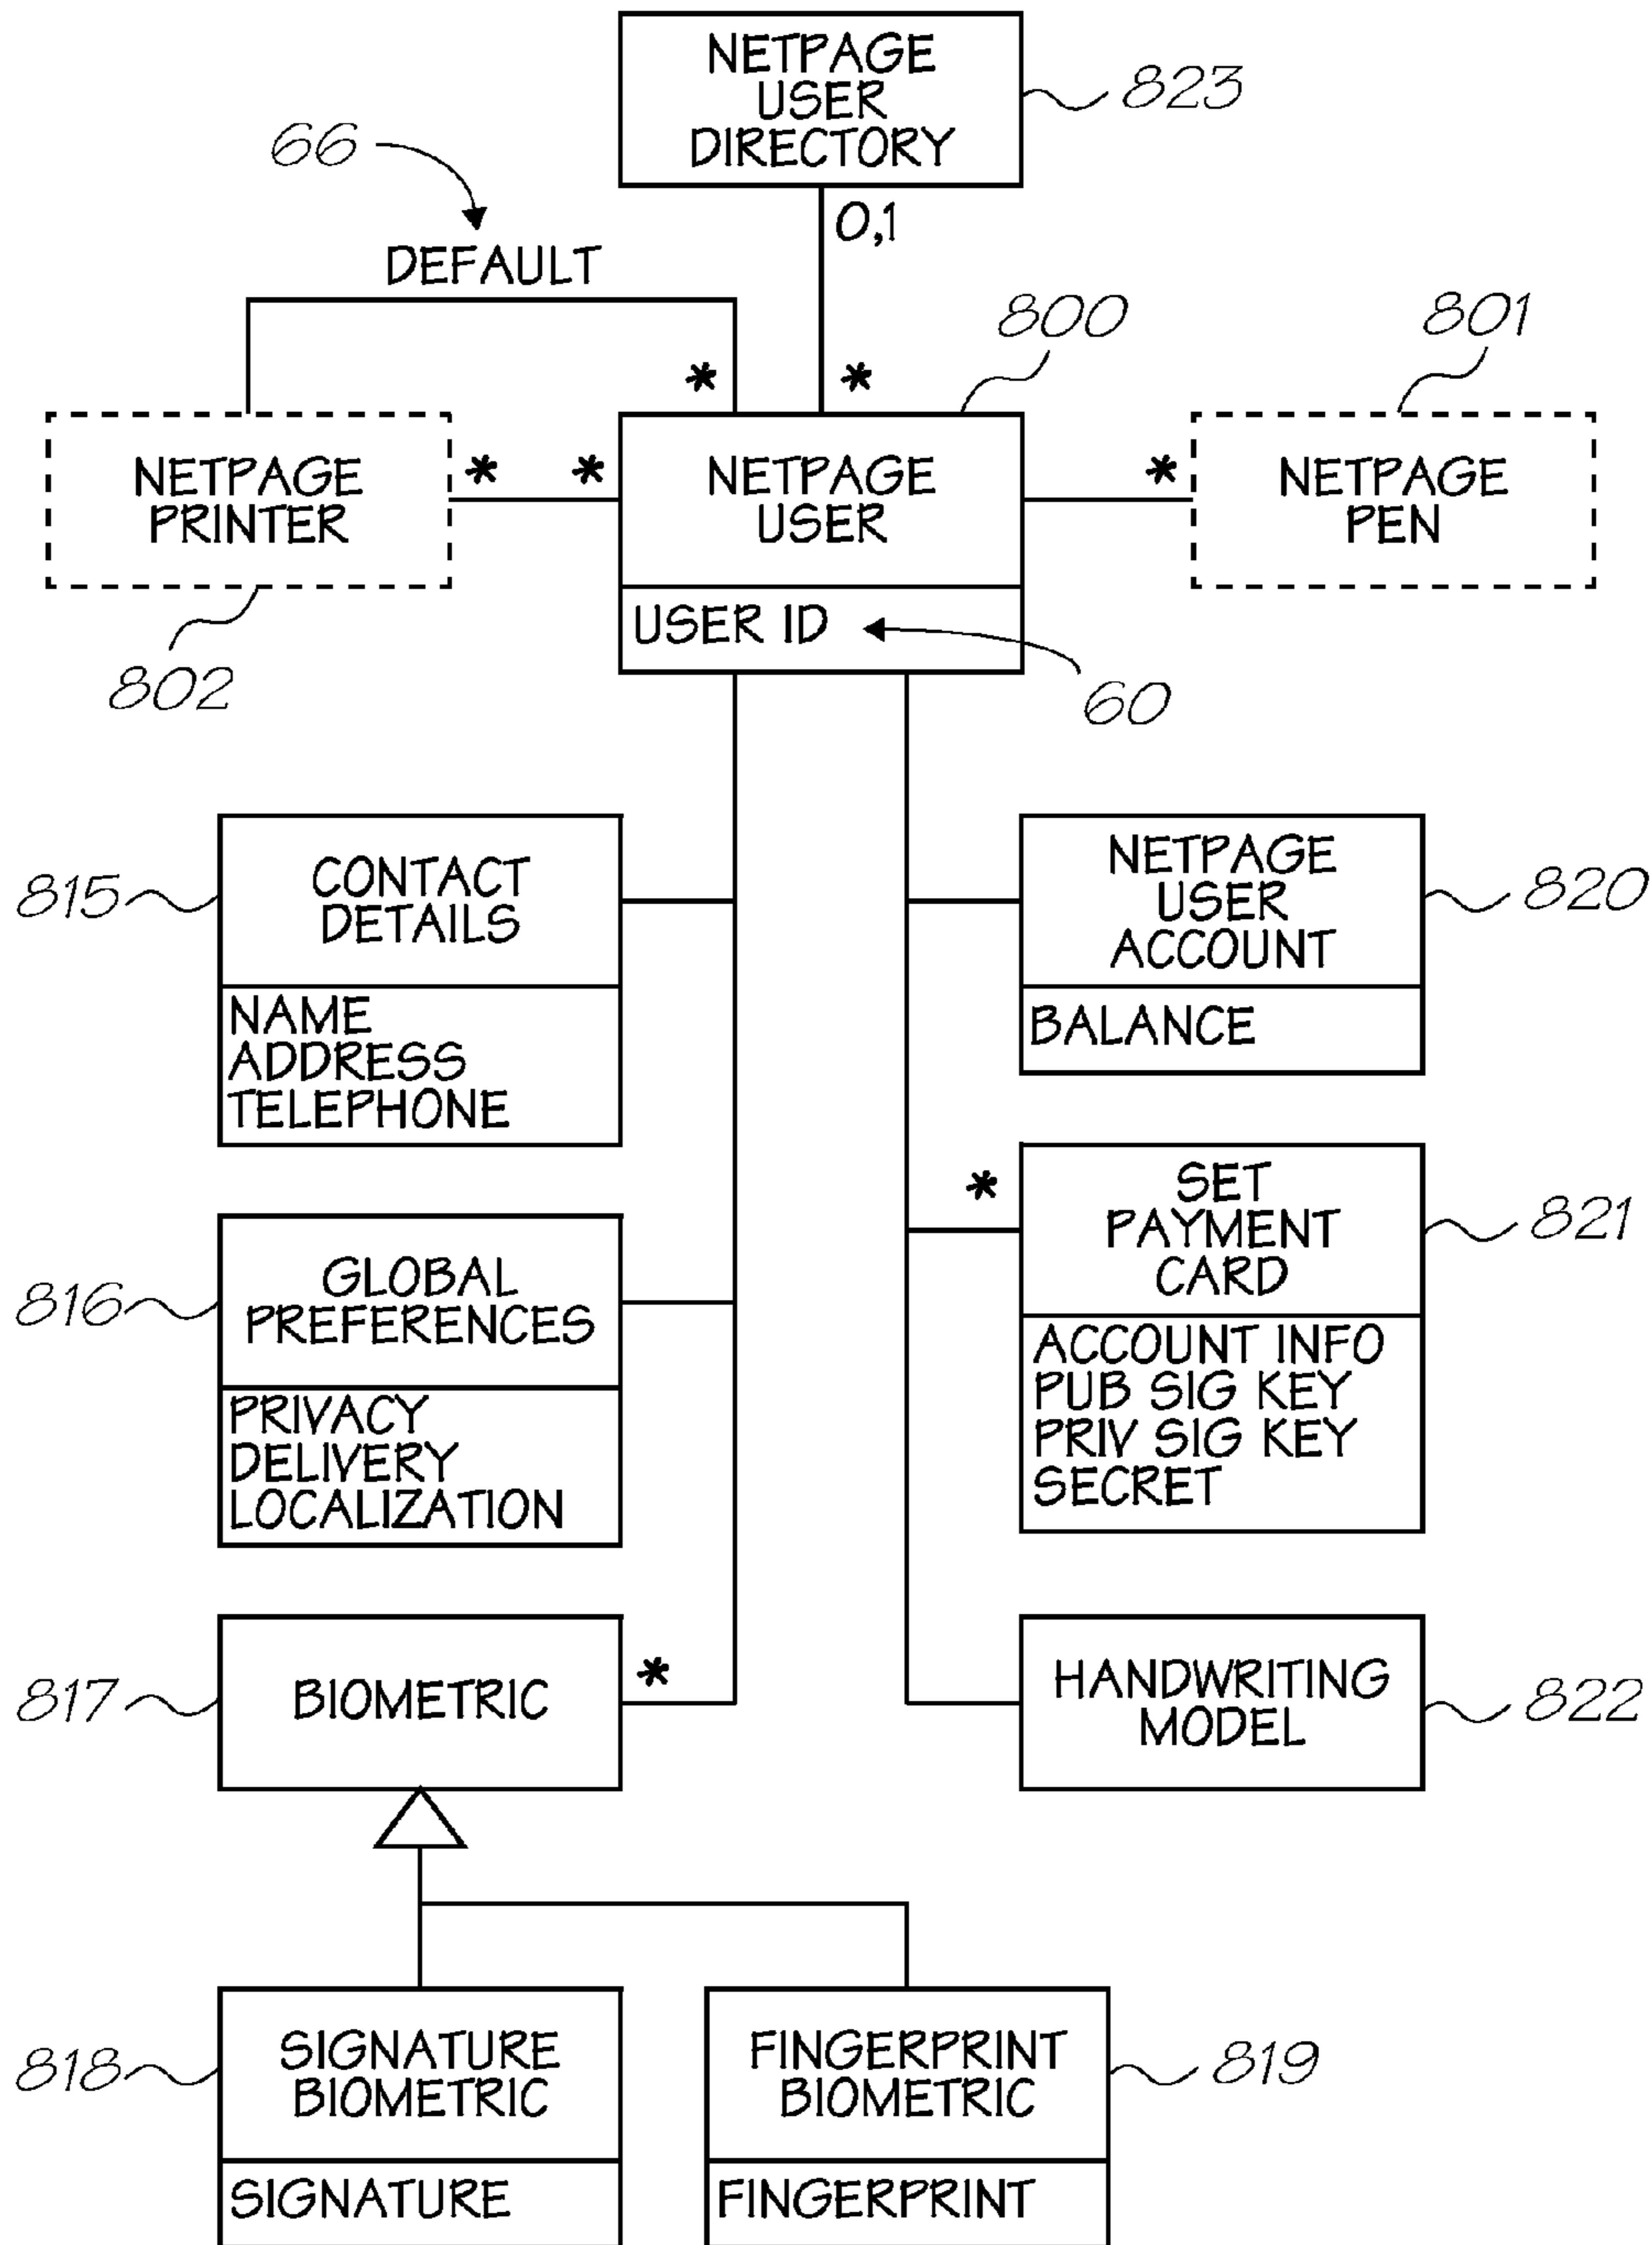 NETPAGE
USER
DIRECTORY
823
66
0,1
DEFAULT
800
801
*
*
NETPAGE
PRINTER
*
*
NETPAGE
USER
*
NETPAGE
PEN
USER ID
802
60
815
CONTACT
DETAILS
NAME
ADDRESS
TELEPHONE
NETPAGE
USER
ACCOUNT
820
BALANCE
816
GLOBAL
PREFERENCES
PRIVACY
DELIVERY
LOCALIZATION
*
SET
PAYMENT
CARD
821
ACCOUNT INFO
PUB SIG KEY
PRIV SIG KEY
SECRET
817
BIOMETRIC
*
HANDWRITING
MODEL
822
818
SIGNATURE
BIOMETRIC
SIGNATURE
FINGERPRINT
BIOMETRIC
819
FINGERPRINT